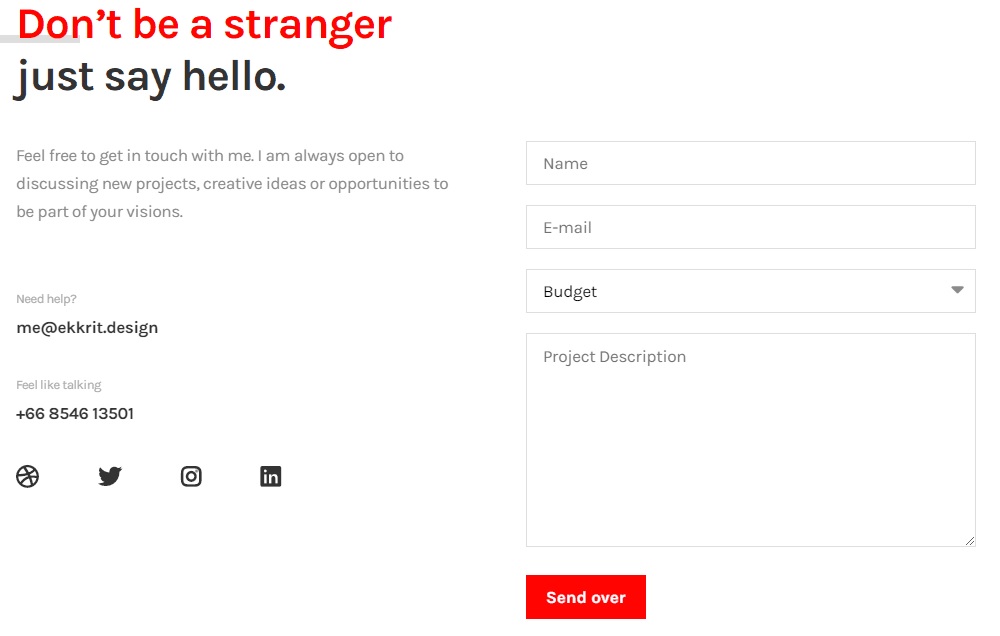 Don’t be a stranger
just say hello.
Feel free to get in touch with me. I am always open to
discussing new projects, creative ideas or opportunities to
be part of your visions.
Need help?
me@ekkrit.design
Feel like talking
+66 8546 13501
in
Name
E-mail
Budget
Project Description
Send over